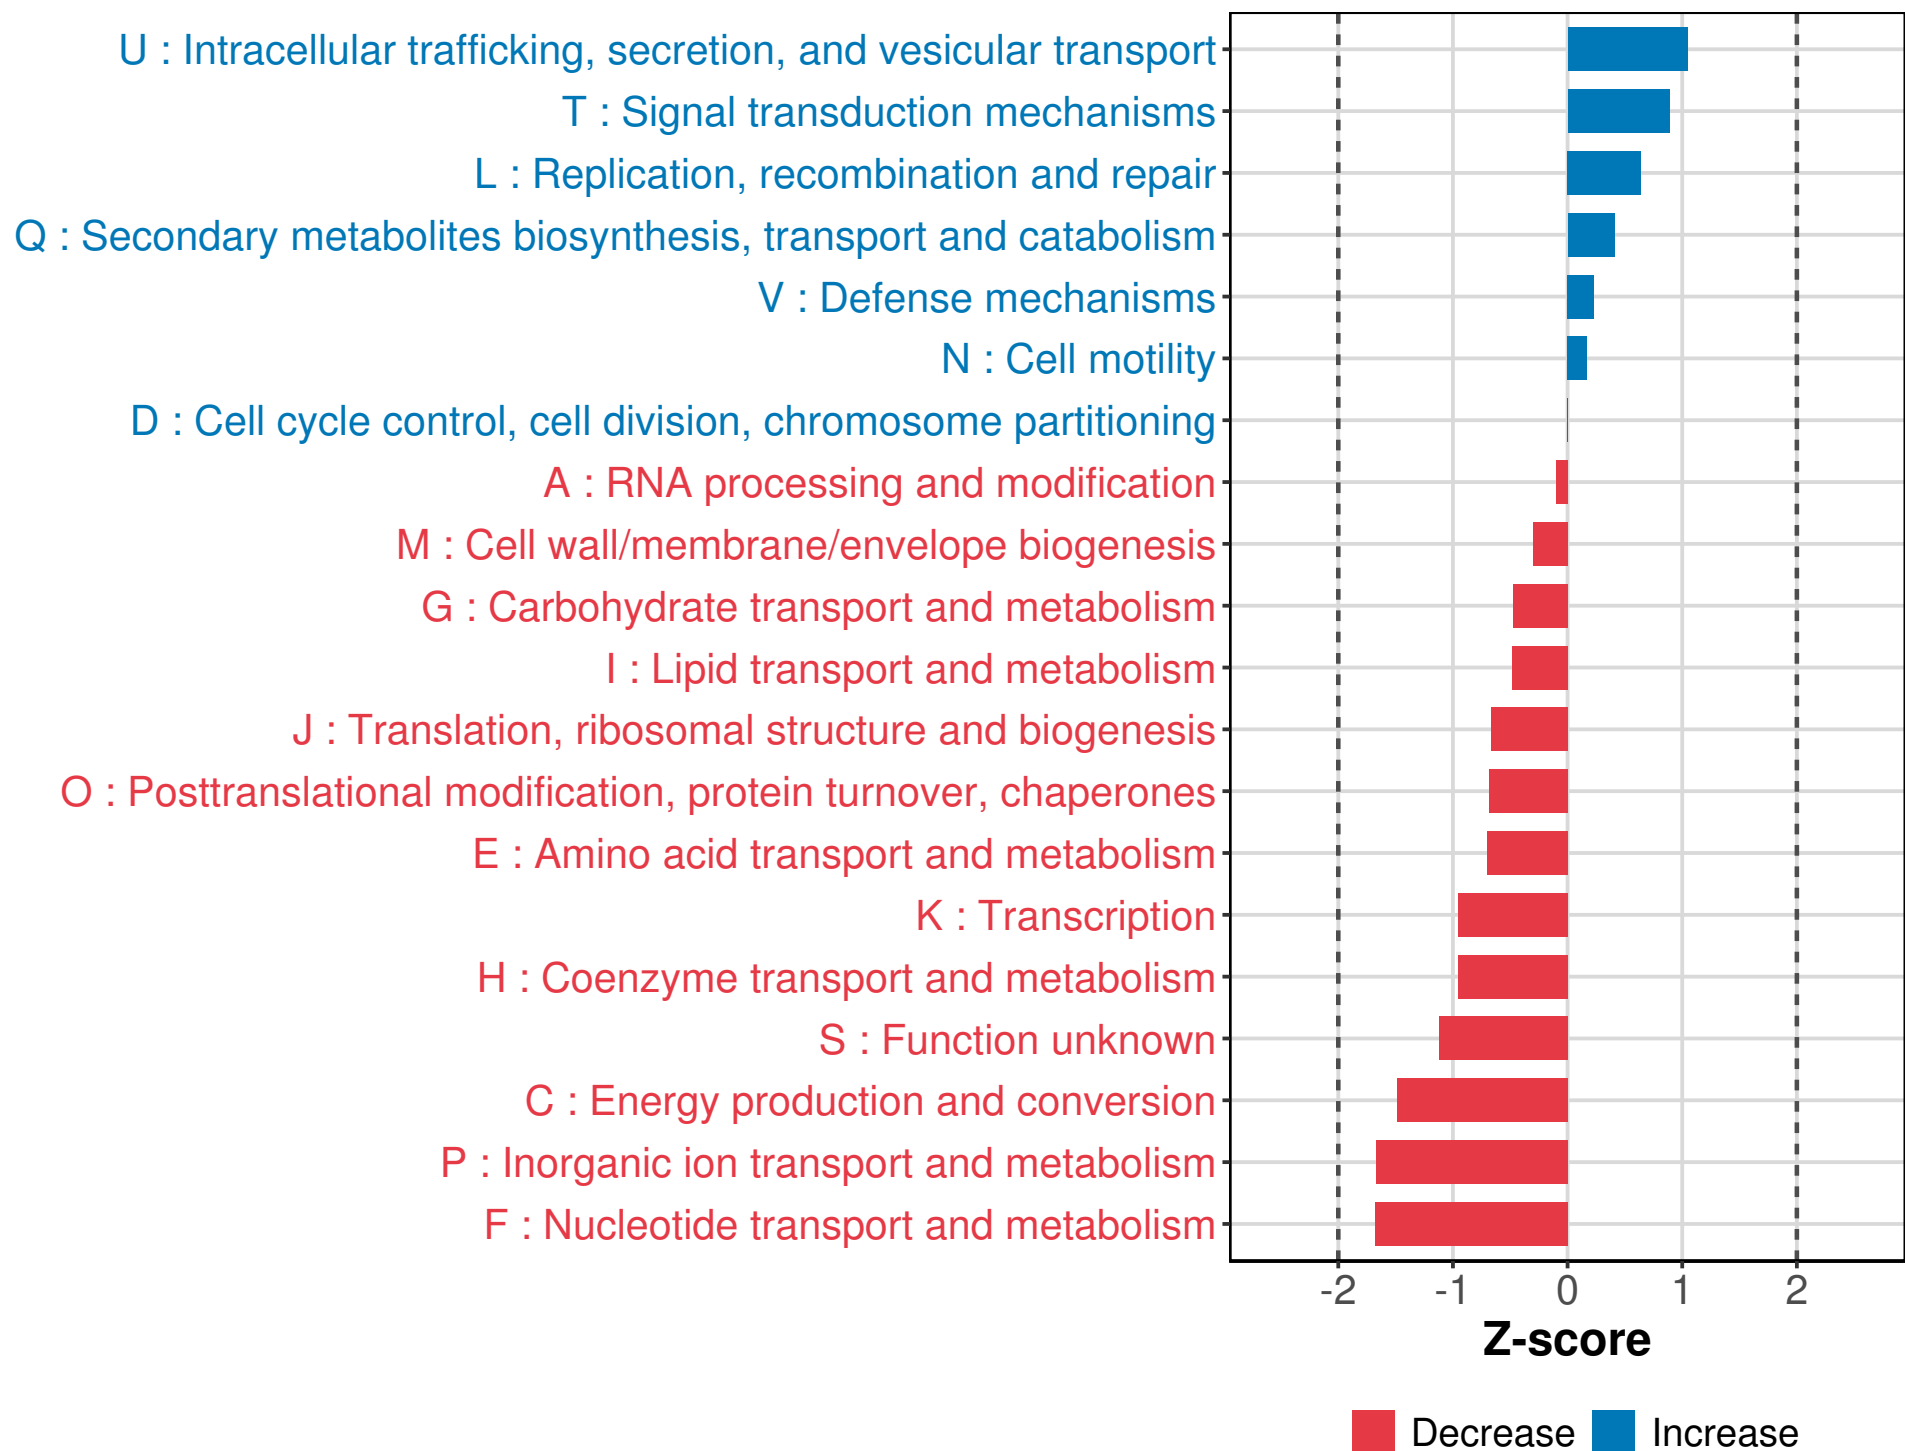 U : Intracellular trafficking, secretion, and vesicular transport
T : Signal transduction mechanisms
L : Replication, recombination and repair
Q : Secondary metabolites biosynthesis, transport and catabolism
V : Defense mechanisms
N : Cell motility
D : Cell cycle control, cell division, chromosome partitioning
A : RNA processing and modification
M : Cell wall/membrane/envelope biogenesis
G : Carbohydrate transport and metabolism
I : Lipid transport and metabolism
J : Translation, ribosomal structure and biogenesis
O : Posttranslational modification, protein turnover, chaperones
E : Amino acid transport and metabolism
K : Transcription
H : Coenzyme transport and metabolism
S : Function unknown
C : Energy production and conversion
P : Inorganic ion transport and metabolism
F : Nucleotide transport and metabolism
-2 -1 0 1 2
Z-score
Decrease Increase